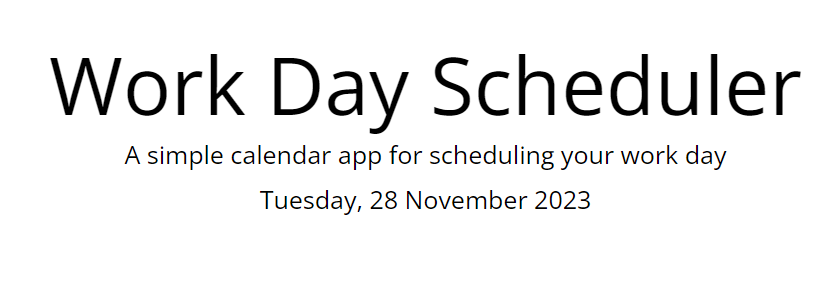 Work Day Scheduler
A simple calendar app for scheduling your work day
Tuesday, 28 November 2023